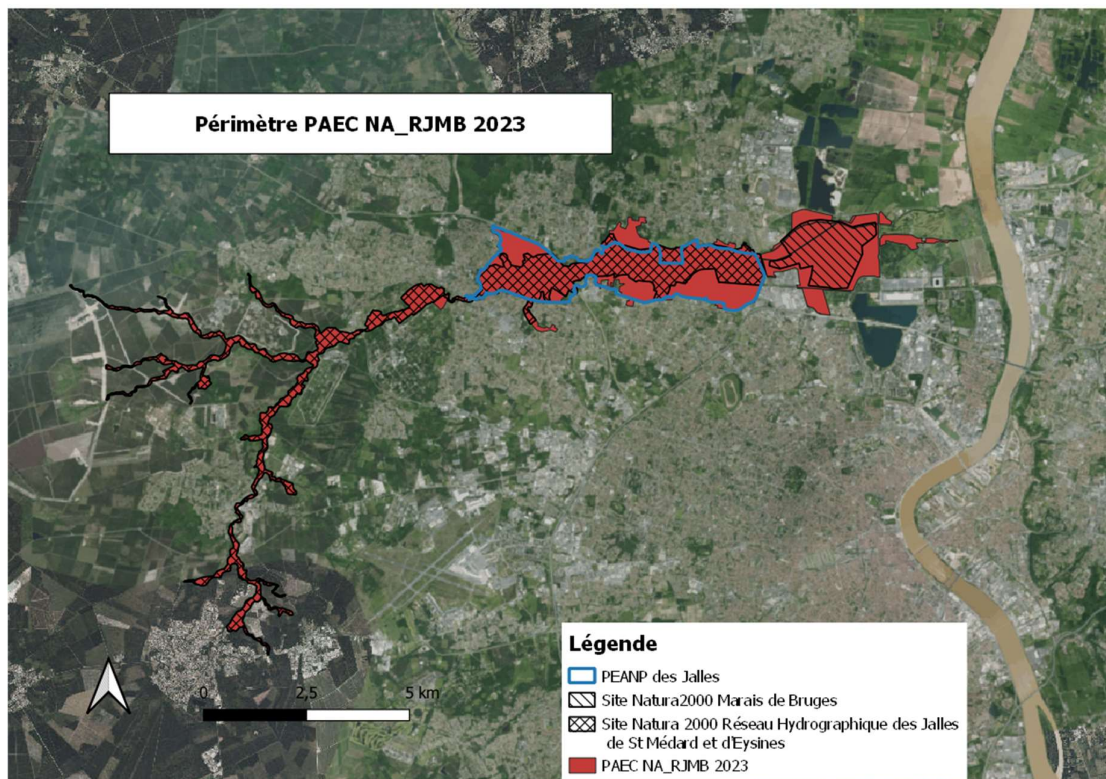 Périmètre PAEC NA_RJMB 2023
Légende
PEANP des Jalles
Site Natura2000 Marais de Bruges
Site Natura 2000 Réseau Hydrographique des Jalles
de St Médard et d'Eysines
PAEC NA_RJMB 2023
0 2,5 5 km